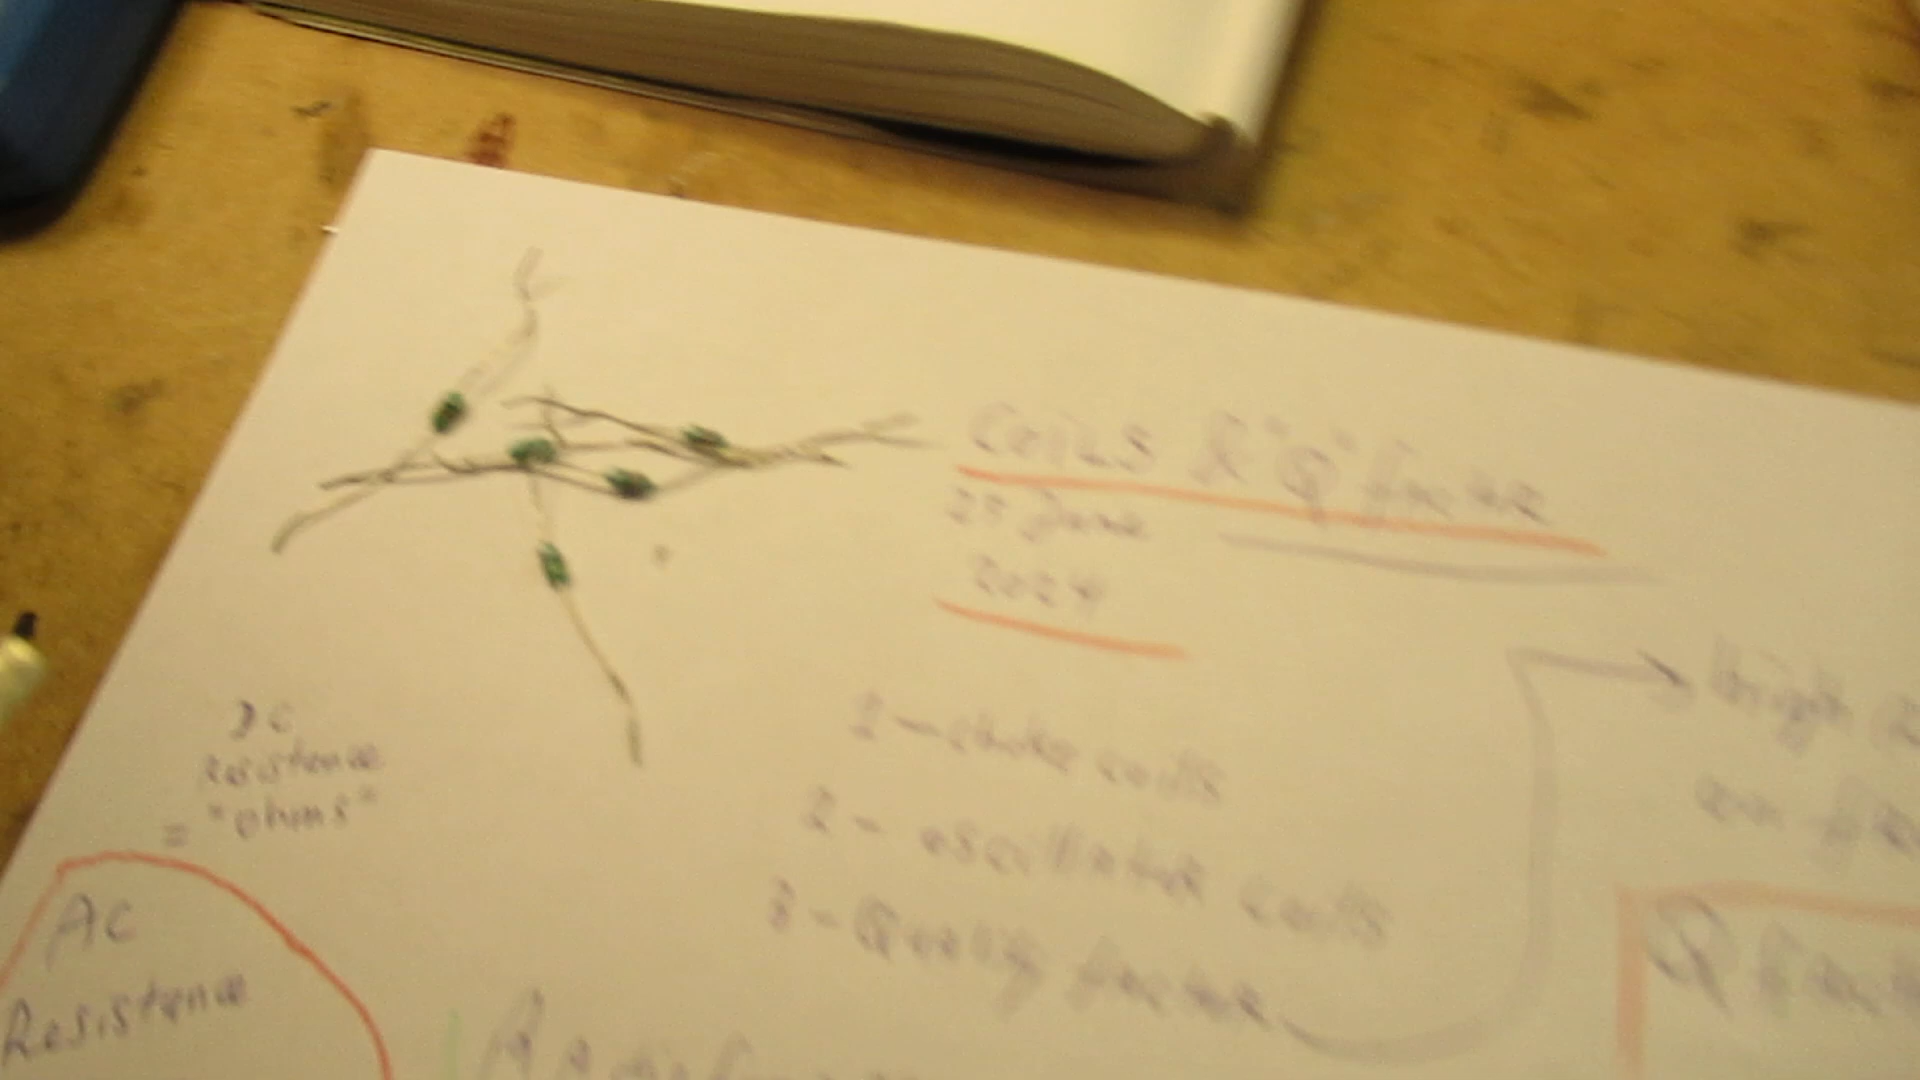 Coils & "Q" factor
25 June
2024
DC
Resistance
= "ohms"
AC
Resistance
1 - choke coils
2 - oscillator coils
3 - Quality factor
high
Q